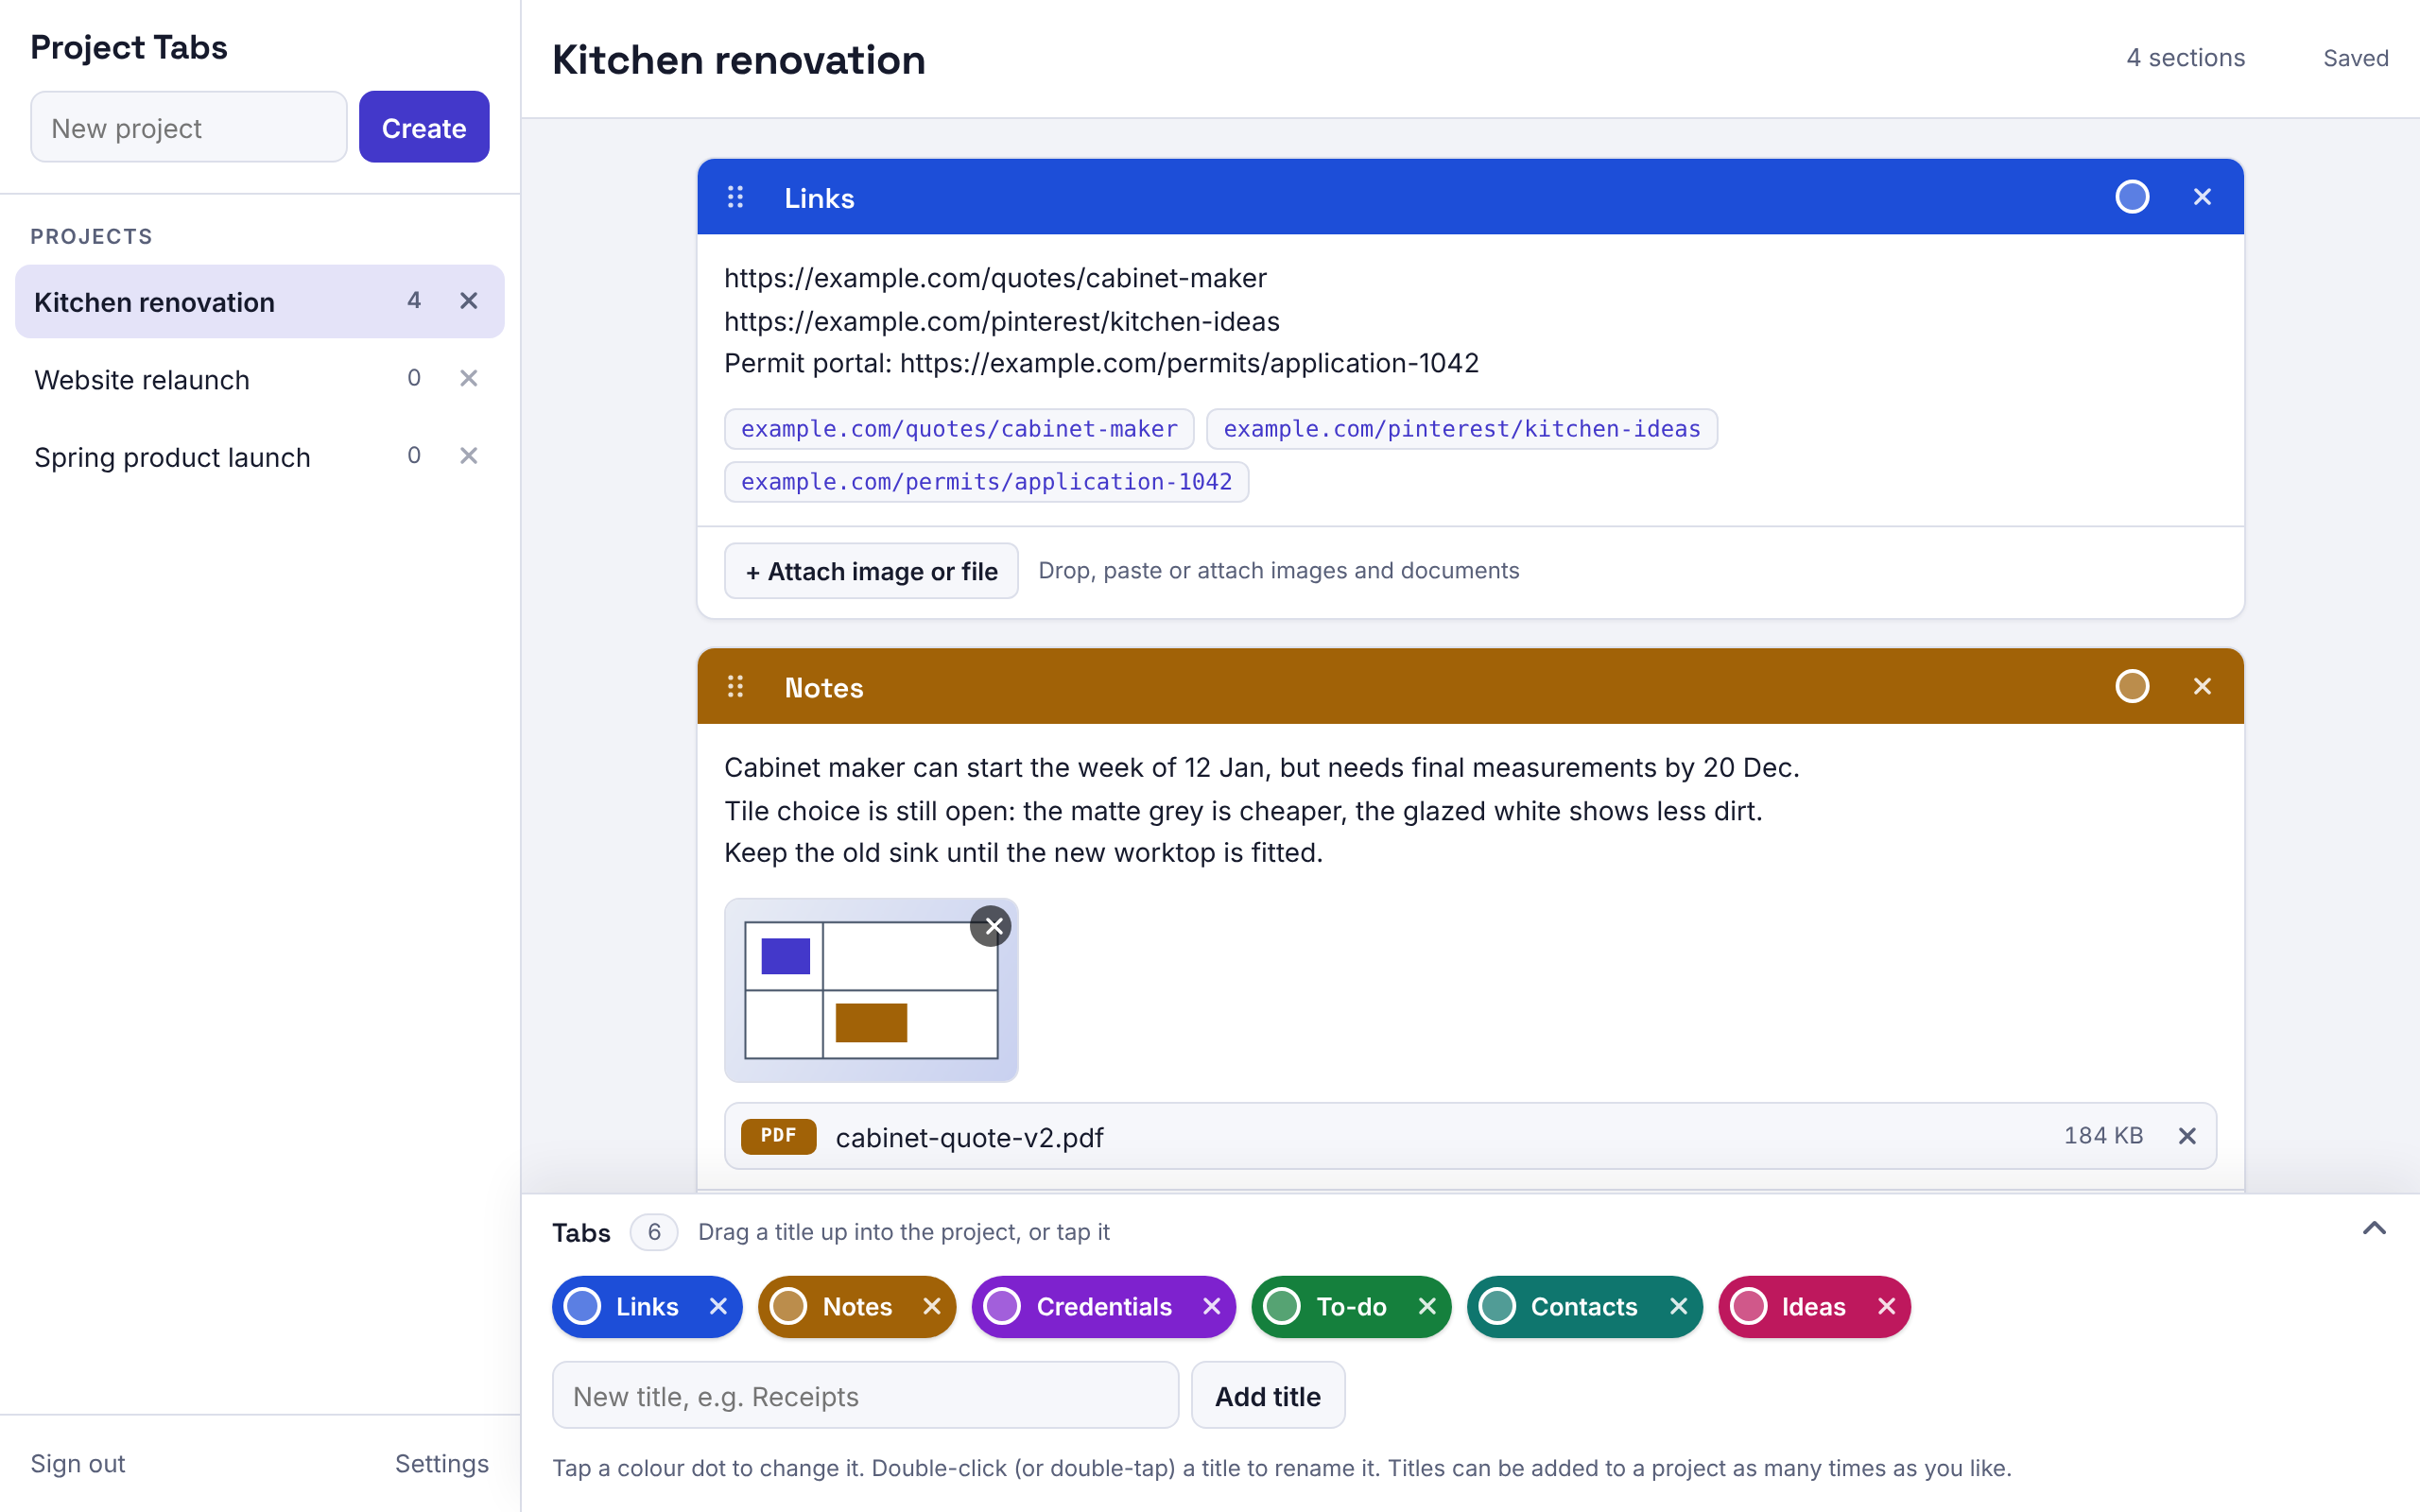 Project Tabs
New project
Create
PROJECTS
Kitchen renovation 4
Website relaunch 0
Spring product launch 0
Sign out
Settings
Kitchen renovation
4 sections
Saved
Links
https://example.com/quotes/cabinet-maker
https://example.com/pinterest/kitchen-ideas
Permit portal: https://example.com/permits/application-1042
example.com/quotes/cabinet-maker
example.com/pinterest/kitchen-ideas
example.com/permits/application-1042
+ Attach image or file
Drop, paste or attach images and documents
Notes
Cabinet maker can start the week of 12 Jan, but needs final measurements by 20 Dec.
Tile choice is still open: the matte grey is cheaper, the glazed white shows less dirt.
Keep the old sink until the new worktop is fitted.
PDF cabinet-quote-v2.pdf 184 KB
Tabs 6 Drag a title up into the project, or tap it
Links
Notes
Credentials
To-do
Contacts
Ideas
New title, e.g. Receipts
Add title
Tap a colour dot to change it. Double-click (or double-tap) a title to rename it. Titles can be added to a project as many times as you like.